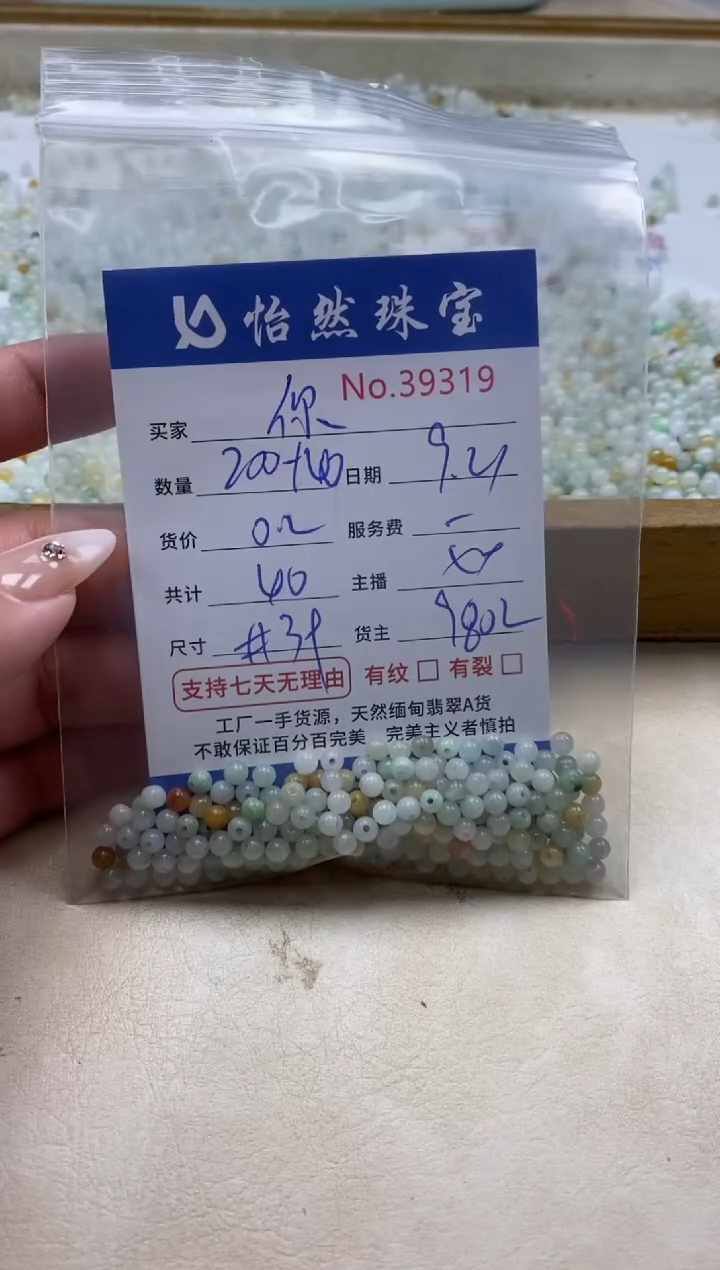 怡然珠宝
No.39319
买家 你
数量 200+40 日期 9.21
货价 0.2 服务费 -
共计 40 主播
尺寸 #3 货主 9802
支持七天无理由 有纹 □ 有裂 □
工厂一手货源，天然缅甸翡翠A货
不敢保证百分百完美 完美主义者慎拍